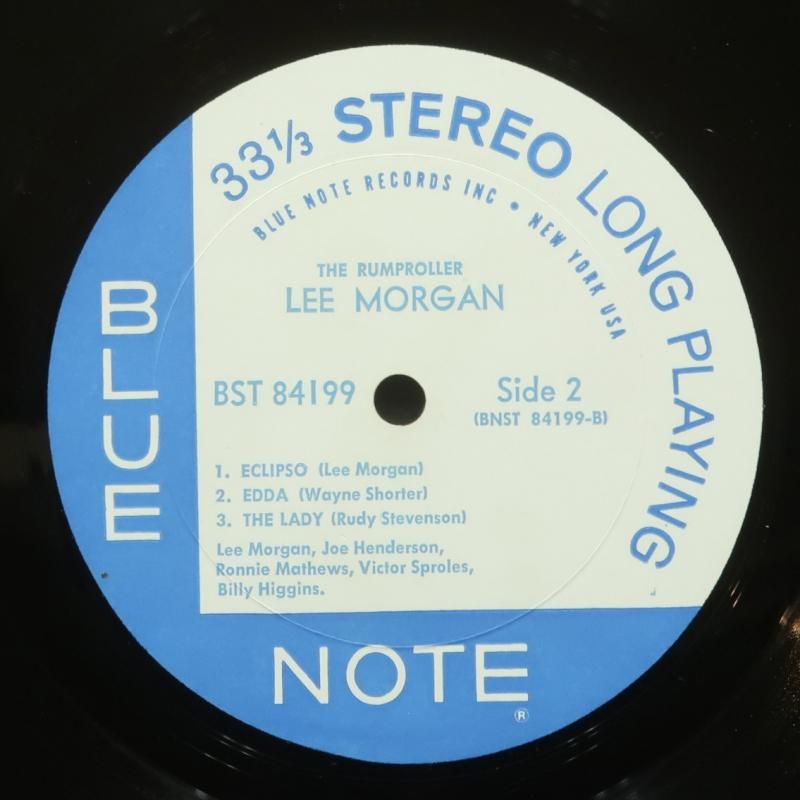 33⅓ STEREO LONG PLAYING
BLUE NOTE RECORDS INC • NEW YORK USA
THE RUMPROLLER
LEE MORGAN
BST 84199
Side 2
(BNST 84199-B)
1. ECLIPSO (Lee Morgan)
2. EDDA (Wayne Shorter)
3. THE LADY (Rudy Stevenson)
Lee Morgan, Joe Henderson,
Ronnie Mathews, Victor Sproles,
Billy Higgins.
BLUE
NOTE
®